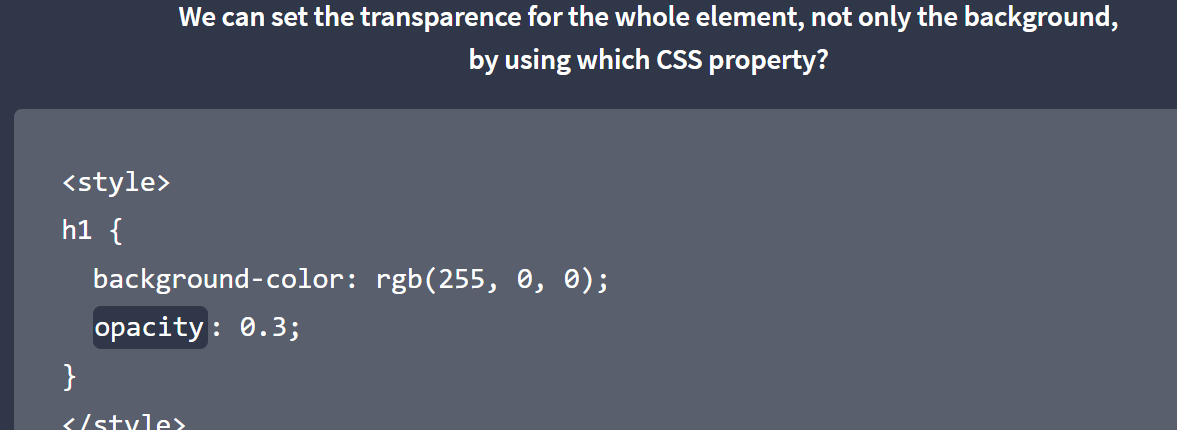 We can set the transparence for the whole element, not only the background,
by using which CSS property?
<style>
h1 {
background-color: rgb(255, 0, 0);
opacity: 0.3;
}
</style>